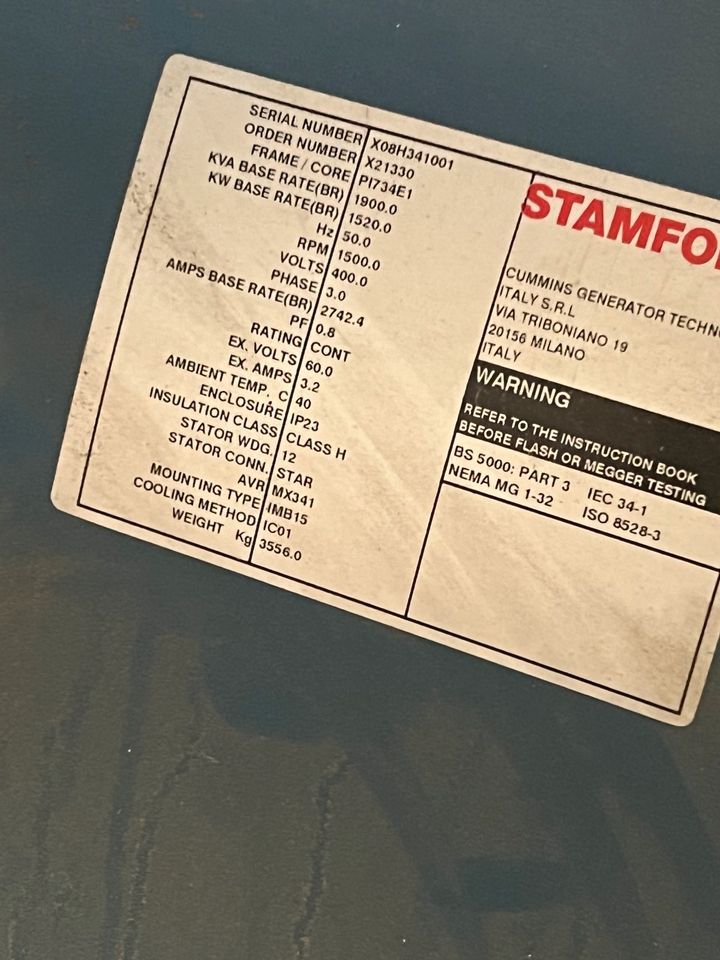 SERIAL NUMBER X08H341001
ORDER NUMBER X21330
FRAME / CORE PI734E1
KVA BASE RATE(BR) 1900.0
KW BASE RATE(BR) 1520.0
Hz 50.0
RPM 1500.0
VOLTS 400.0
PHASE 3.0
AMPS BASE RATE(BR) 2742.4
PF 0.8
RATING CONT
EX. VOLTS 60.0
EX. AMPS 3.2
AMBIENT TEMP. C 40
ENCLOSURE IP23
INSULATION CLASS CLASS H
STATOR WDG. 12
STATOR CONN. STAR
AVR MX341
MOUNTING TYPE IMB15
COOLING METHOD IC01
WEIGHT Kg 3556.0
STAMFO
CUMMINS GENERATOR TECHNO
ITALY S.R.L
VIA TRIBONIANO 19
20156 MILANO
ITALY
WARNING
REFER TO THE INSTRUCTION BOOK
BEFORE FLASH OR MEGGER TESTING
BS 5000: PART 3 IEC 34-1
NEMA MG 1-32 ISO 8528-3